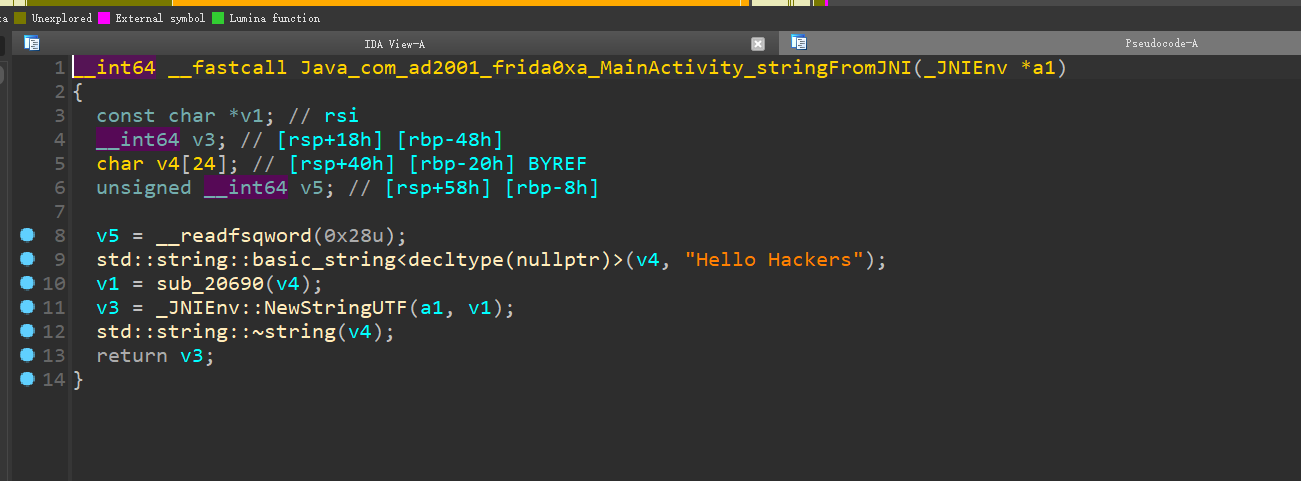 Unexplored External symbol Lumina function
IDA View-A Pseudocode-A
1 __int64 __fastcall Java_com_ad2001_frida0xa_MainActivity_stringFromJNI(_JNIEnv *a1)
2 {
3 const char *v1; // rsi
4 __int64 v3; // [rsp+18h] [rbp-48h]
5 char v4[24]; // [rsp+40h] [rbp-20h] BYREF
6 unsigned __int64 v5; // [rsp+58h] [rbp-8h]
7
8 v5 = __readfsqword(0x28u);
9 std::string::basic_string<decltype(nullptr)>(v4, "Hello Hackers");
10 v1 = sub_20690(v4);
11 v3 = _JNIEnv::NewStringUTF(a1, v1);
12 std::string::~string(v4);
13 return v3;
14 }